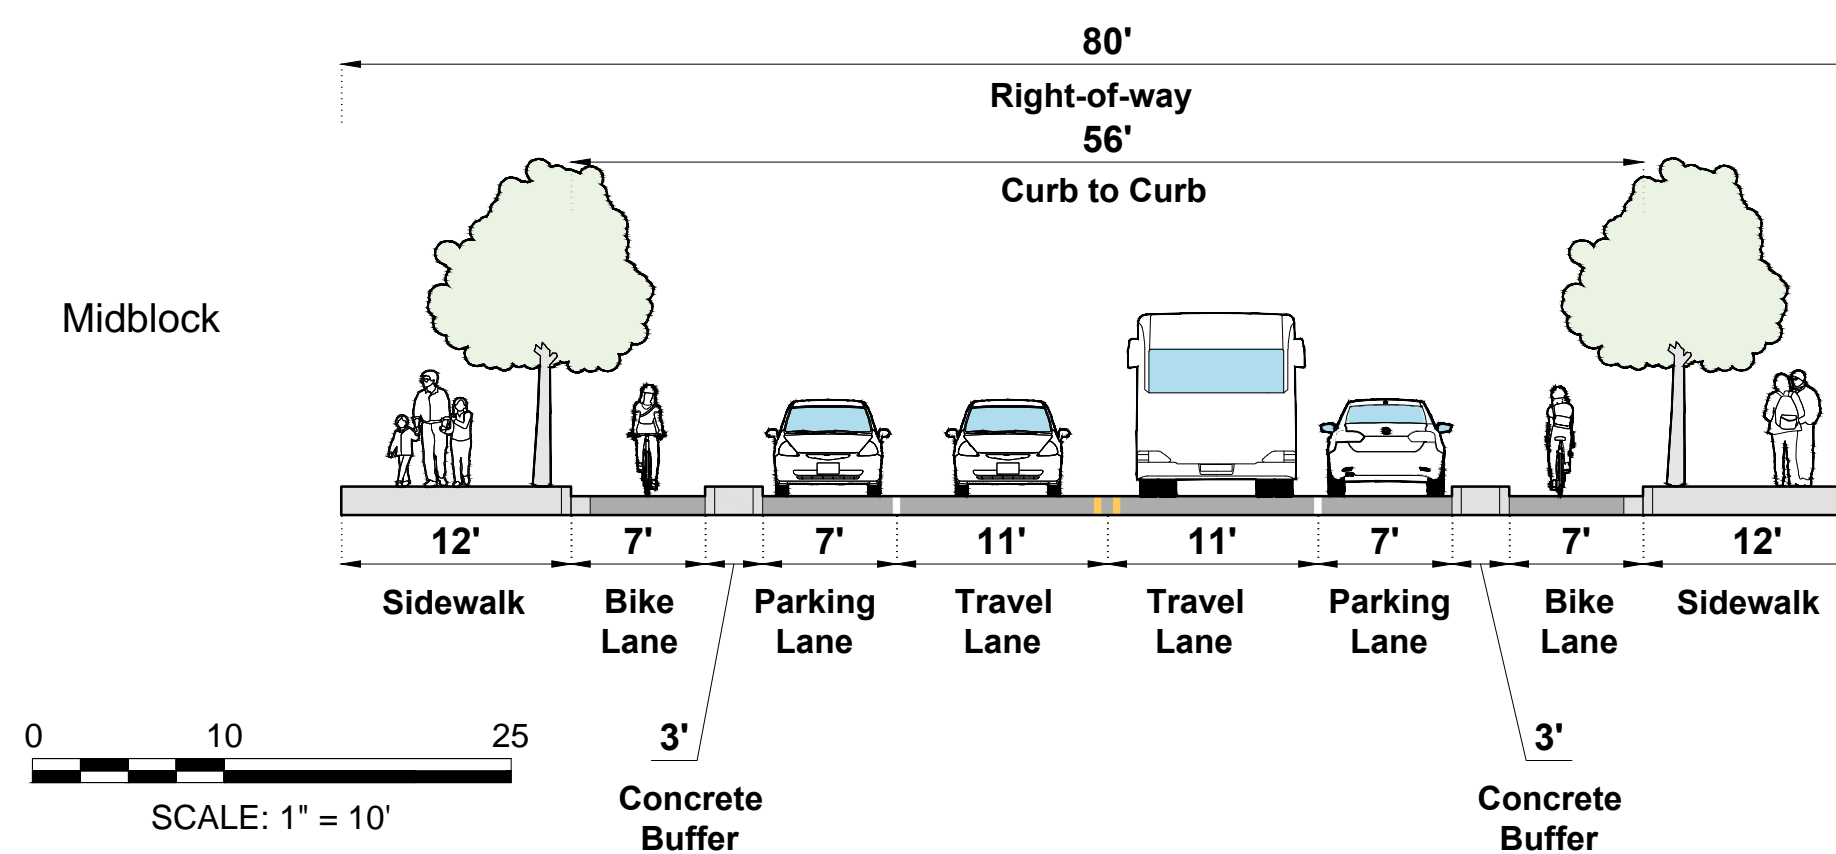 80'
Right-of-way
56'
Curb to Curb
Midblock
12' 7' 7' 11' 11' 7' 7' 12'
Sidewalk Bike Parking Travel Travel Parking Bike Sidewalk
Lane Lane Lane Lane Lane Lane
0 10 25
3' 3'
SCALE: 1" = 10'
Concrete Concrete
Buffer Buffer